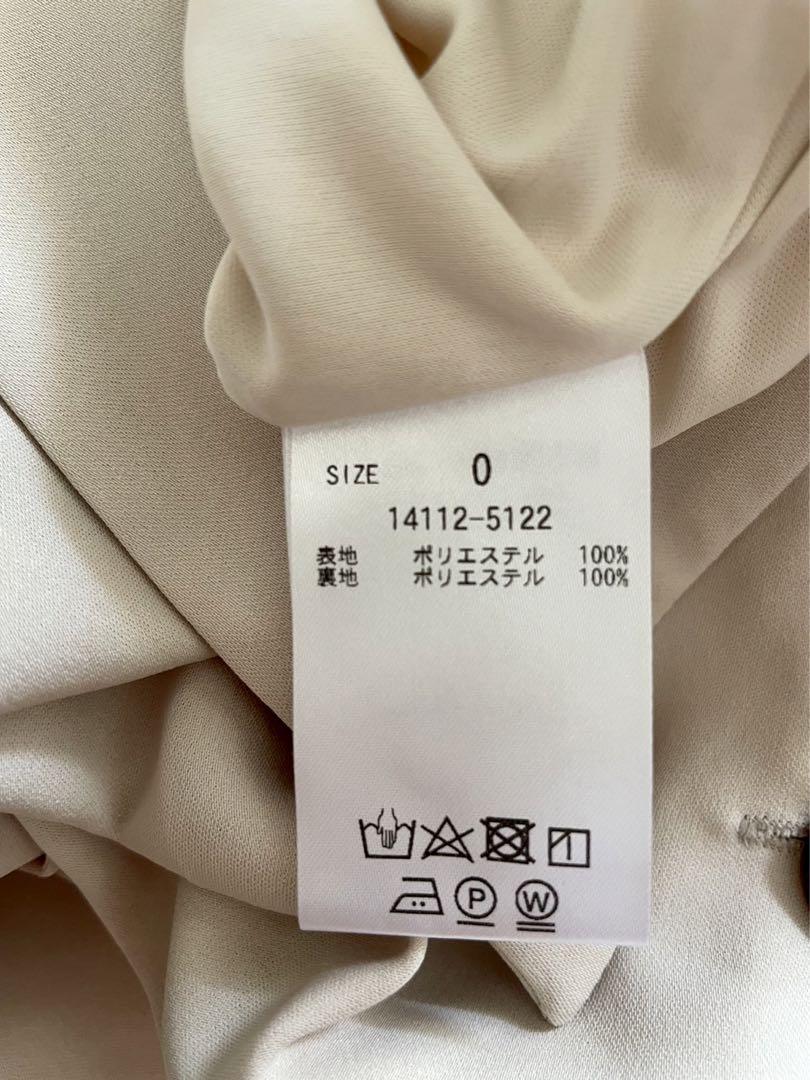 SIZE 0
14112-5122
表地 ポリエステル 100%
裏地 ポリエステル 100%
P W